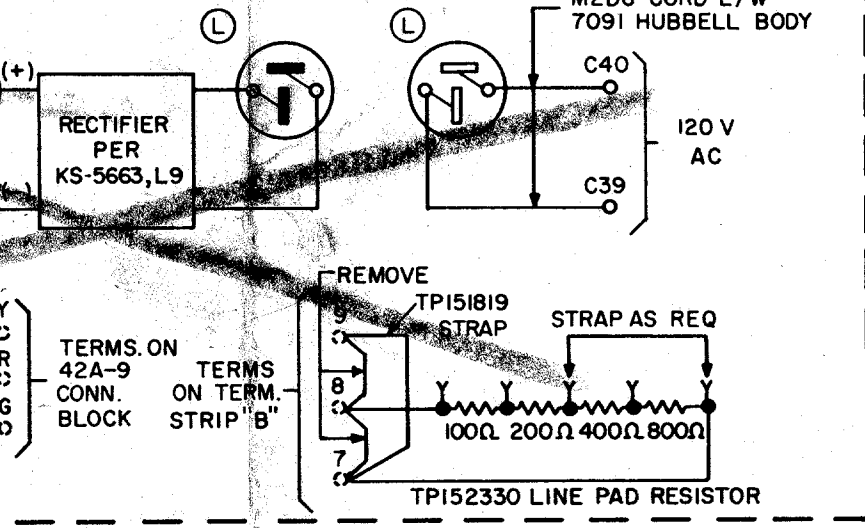 M2DG CORD E/W
7091 HUBBELL BODY
L
L
(+)
C40
RECTIFIER
PER
KS-5663, L9
120 V
AC
(-)
C39
REMOVE
TP151819
STRAP
9
STRAP AS REQ
Y
R
G
TERMS. ON
42A-9
CONN.
BLOCK
TERMS
ON TERM.
STRIP "B"
8
7
Y Y Y Y Y
100Ω 200Ω 400Ω 800Ω
TP152330 LINE PAD RESISTOR